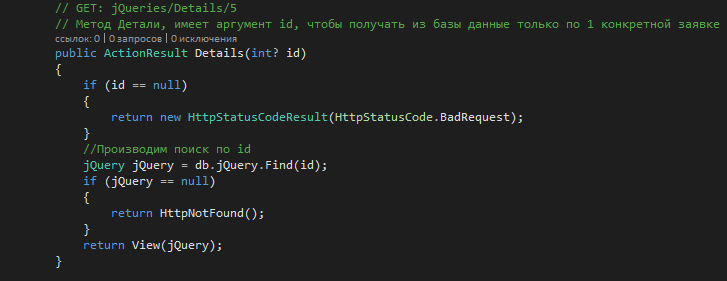 // GET: jQueries/Details/5
// Метод Детали, имеет аргумент id, чтобы получать из базы данные только по 1 конкретной заявке
ссылок: 0 | 0 запросов | 0 исключения
public ActionResult Details(int? id)
{
if (id == null)
{
return new HttpStatusCodeResult(HttpStatusCode.BadRequest);
}
//Производим поиск по id
jQuery jQuery = db.jQuery.Find(id);
if (jQuery == null)
{
return HttpNotFound();
}
return View(jQuery);
}